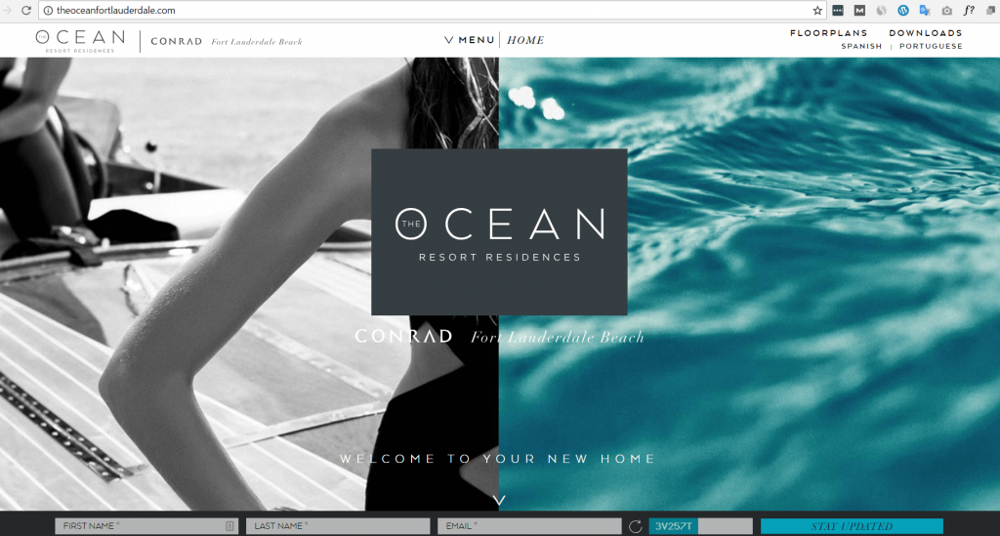 theoceanfortlauderdale.com
THE OCEAN
RESORT RESIDENCES
CONRAD Fort Lauderdale Beach
MENU HOME
FLOORPLANS DOWNLOADS
SPANISH | PORTUGUESE
THE OCEAN
RESORT RESIDENCES
CONRAD Fort Lauderdale Beach
WELCOME TO YOUR NEW HOME
FIRST NAME * LAST NAME * EMAIL * 3V257T STAY UPDATED